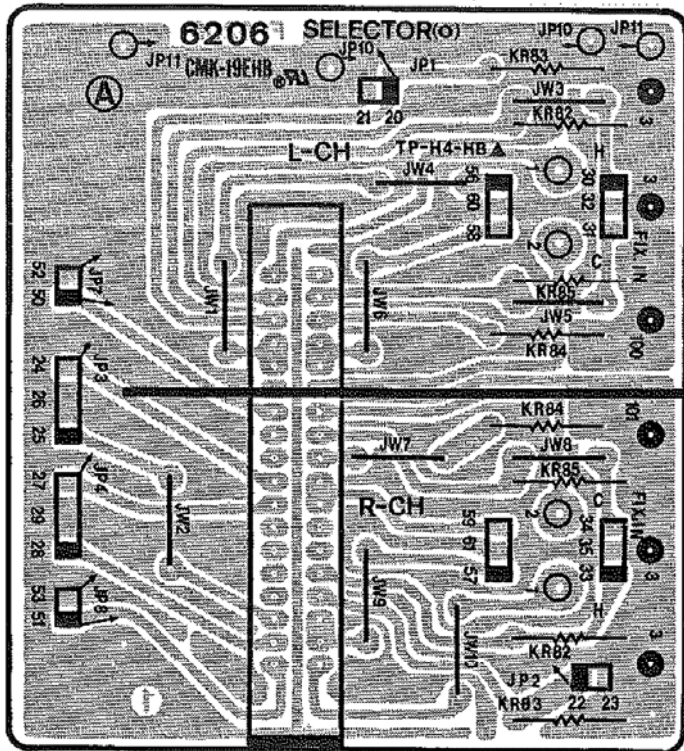 6206
SELECTOR(O)
JP11
CMK-19EHB
JP10
JP1
JP10
JP11
KR83
A
21
20
JW3
KR82
3
L-CH
TP-H4-HB
JW4
56
60
58
1
H
30
32
31
3
2
C
FIX IN
KR85
JW5
KR84
100
52
50
JW1
JW6
24
26
25
JP3
KR84
101
JW7
JW8
KR85
27
29
28
JP4
JW2
R-CH
59
61
57
2
C
34
35
33
FIX IN
3
1
H
53
51
JP8
JW9
JW10
KR82
3
JP2
22
23
KR83